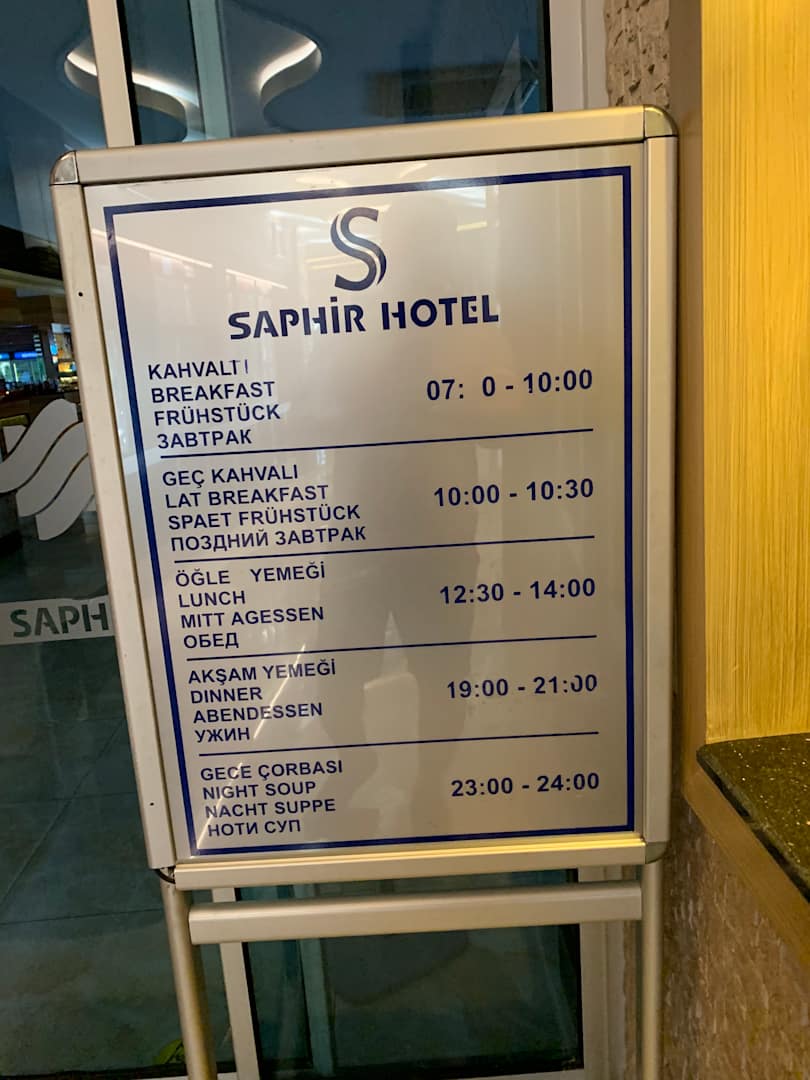 SAPHİR HOTEL
KAHVALTI
BREAKFAST
FRÜHSTÜCK
ЗАВТРАК
07: 0 - 10:00
GEÇ KAHVALI
LAT BREAKFAST
SPAET FRÜHSTÜCK
ПОЗДНИЙ ЗАВТРАК
10:00 - 10:30
ÖĞLE YEMEĞİ
LUNCH
MITT AGESSEN
ОБЕД
12:30 - 14:00
AKŞAM YEMEĞİ
DINNER
ABENDESSEN
УЖИН
19:00 - 21:00
GECE ÇORBASI
NIGHT SOUP
NACHT SUPPE
НОТИ СУП
23:00 - 24:00
SAPH